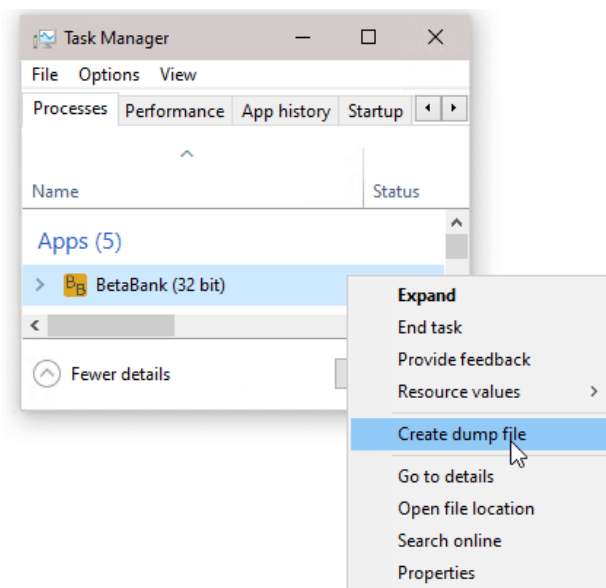 Task Manager
File Options View
Processes Performance App history Startup
Name Status
Apps (5)
BB BetaBank (32 bit)
Fewer details
Expand
End task
Provide feedback
Resource values
Create dump file
Go to details
Open file location
Search online
Properties